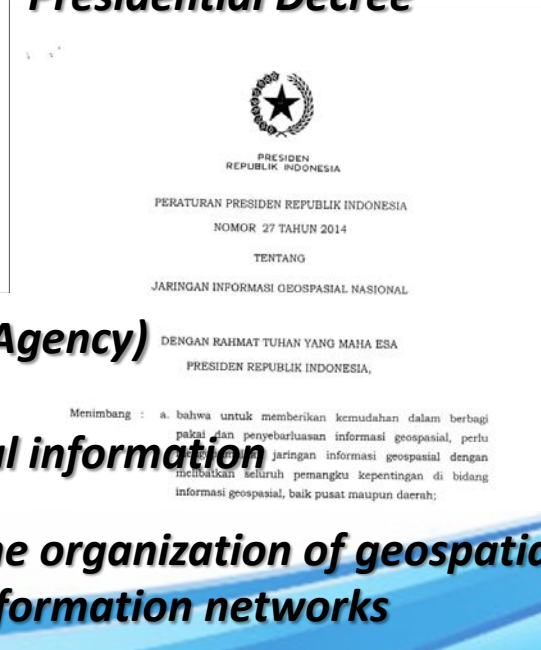 Presidential Decree
PRESIDEN
REPUBLIK INDONESIA
PERATURAN PRESIDEN REPUBLIK INDONESIA
NOMOR 27 TAHUN 2014
TENTANG
JARINGAN INFORMASI GEOSPASIAL NASIONAL
DENGAN RAHMAT TUHAN YANG MAHA ESA
PRESIDEN REPUBLIK INDONESIA,
Agency)
Menimbang : a. bahwa untuk memberikan kemudahan dalam berbagi
pakai dan penyebarluasan informasi geospasial, perlu
jaringan informasi geospasial dengan
melibatkan seluruh pemangku kepentingan di bidang
informasi geospasial, baik pusat maupun daerah;
l information
he organization of geospatia
formation networks